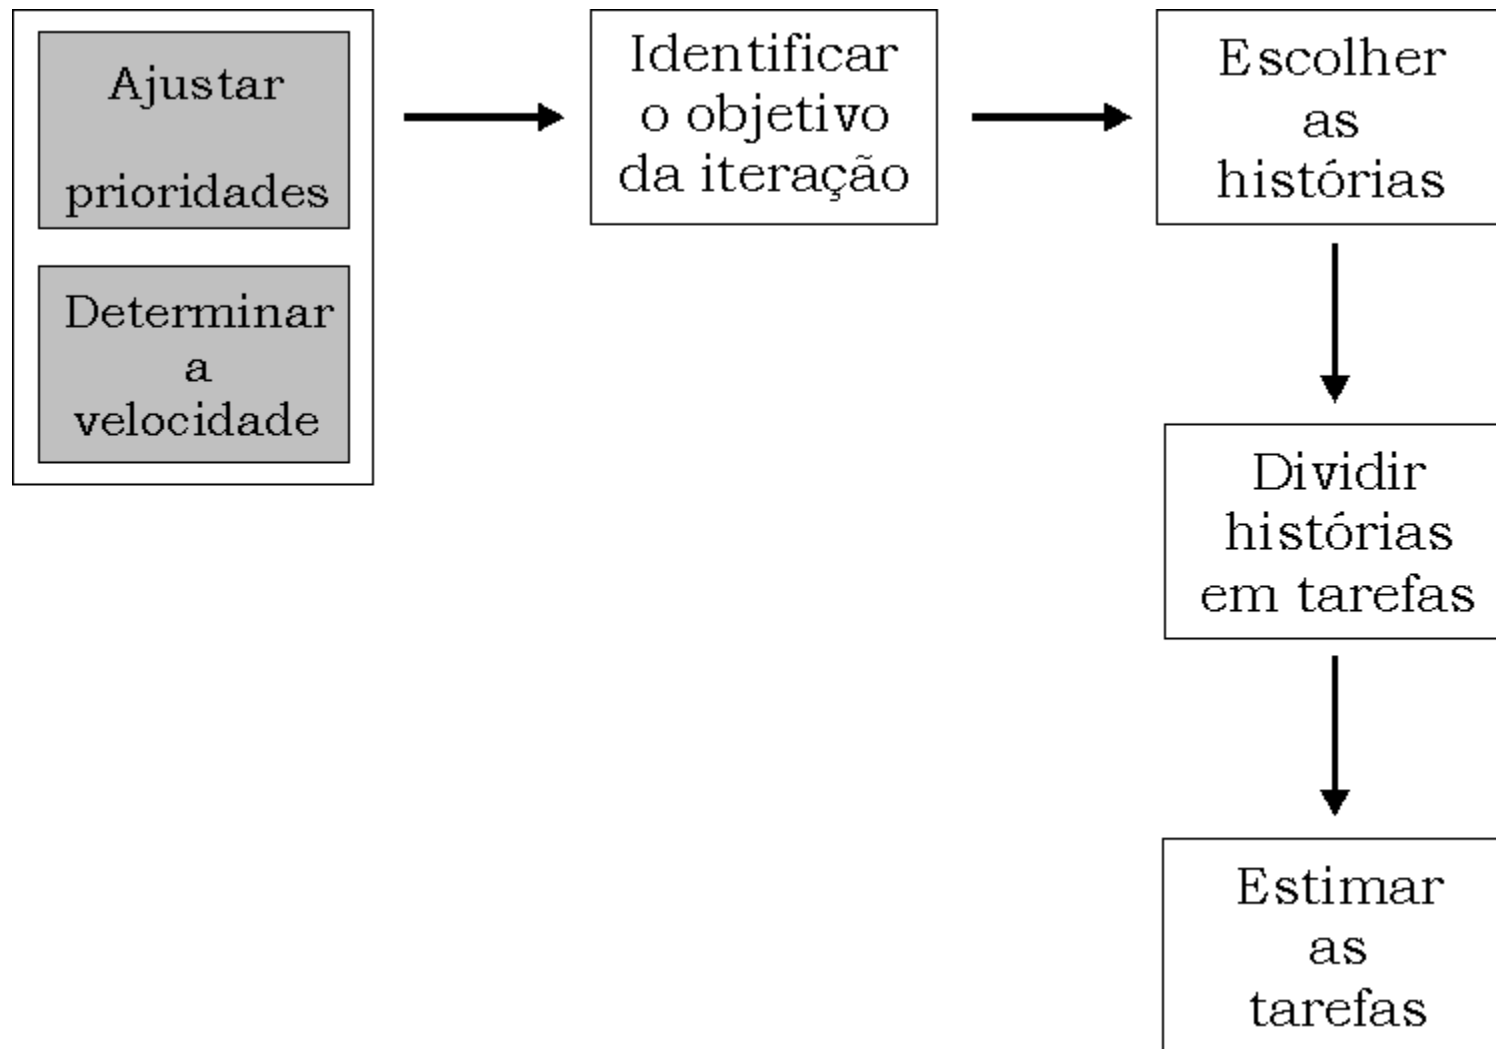 Ajustar
prioridades
Determinar
a
velocidade
Identificar
o objetivo
da iteração
Escolher
as
histórias
Dividir
histórias
em tarefas
Estimar
as
tarefas